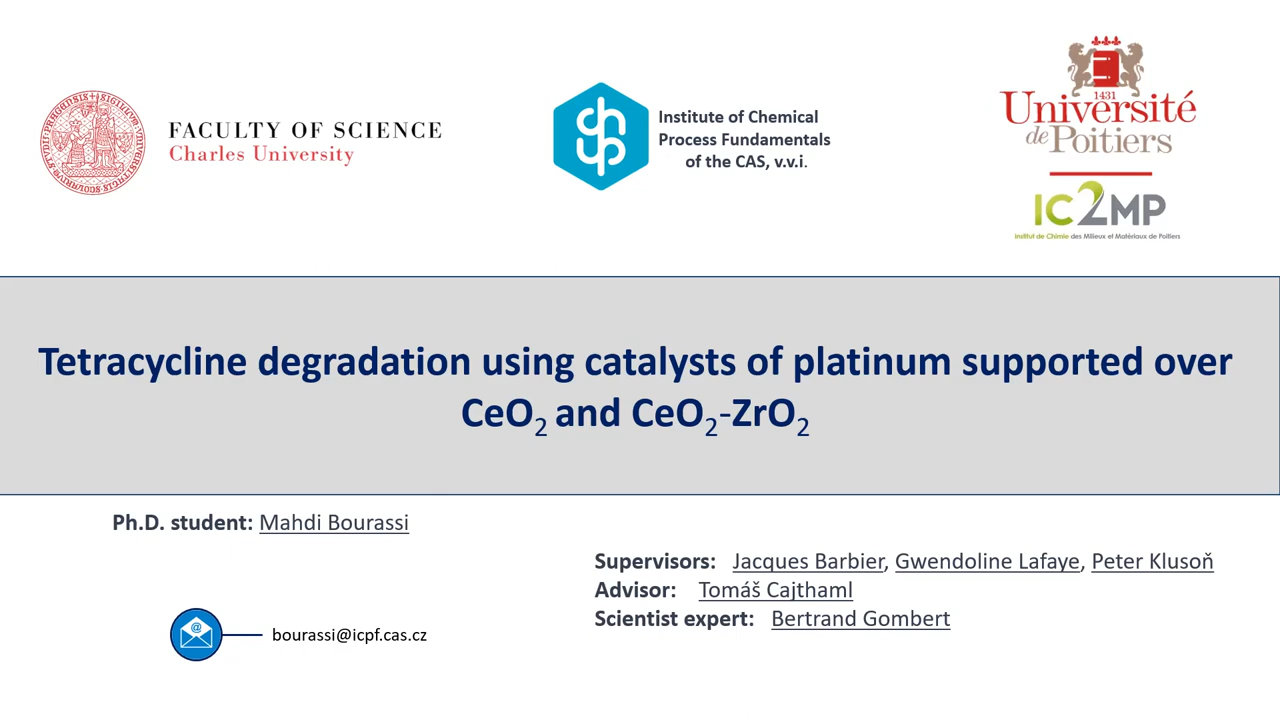 FACULTY OF SCIENCE
Charles University
Institute of Chemical
Process Fundamentals
of the CAS, v.v.i.
1431
Université
de Poitiers
IC2MP
Institut de Chimie des Milieux et Matériaux de Poitiers
Tetracycline degradation using catalysts of platinum supported over
CeO₂ and CeO₂-ZrO₂
Ph.D. student: Mahdi Bourassi
Supervisors: Jacques Barbier, Gwendoline Lafaye, Peter Klusoň
Advisor: Tomáš Cajthaml
Scientist expert: Bertrand Gombert
@
bourassi@icpf.cas.cz